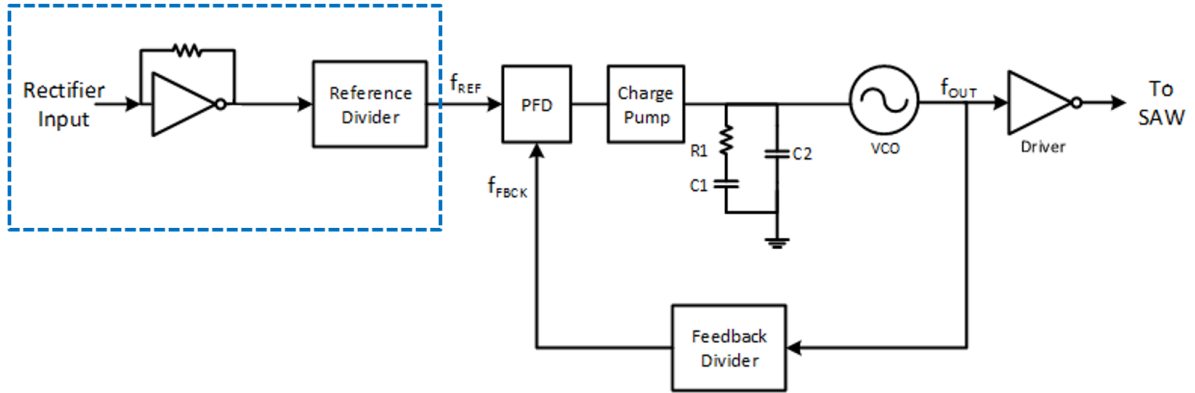 Rectifier
Input
Reference
Divider
fREF
PFD
Charge
Pump
R1
C1
C2
VCO
fOUT
Driver
To
SAW
fFBCK
Feedback
Divider